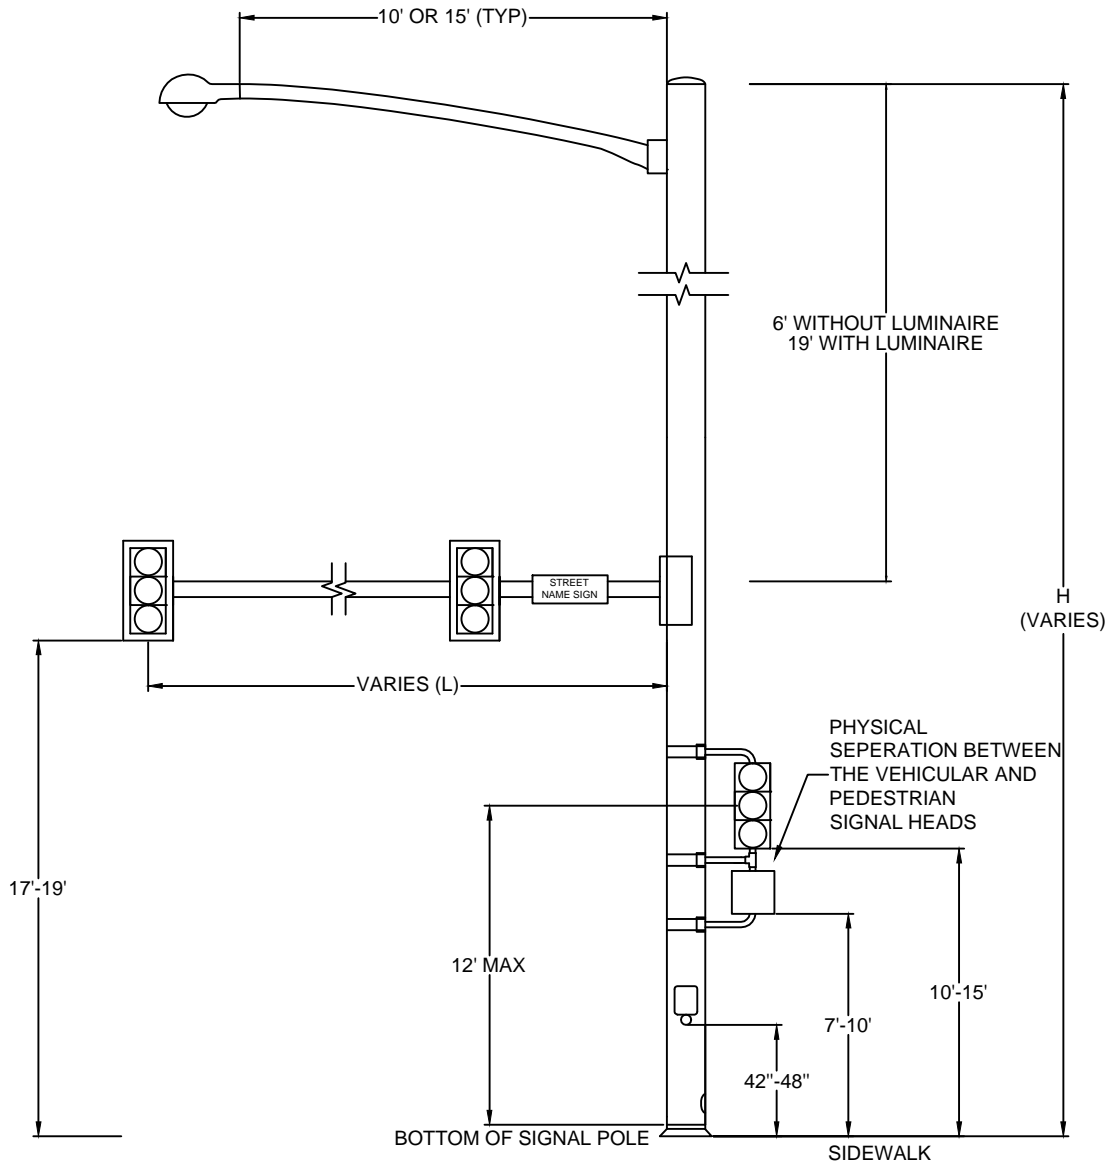 10' OR 15' (TYP)
6' WITHOUT LUMINAIRE
19' WITH LUMINAIRE
STREET
NAME SIGN
H
(VARIES)
VARIES (L)
PHYSICAL
SEPERATION BETWEEN
THE VEHICULAR AND
PEDESTRIAN
SIGNAL HEADS
17'-19'
12' MAX
10'-15'
7'-10'
42"-48"
BOTTOM OF SIGNAL POLE
SIDEWALK